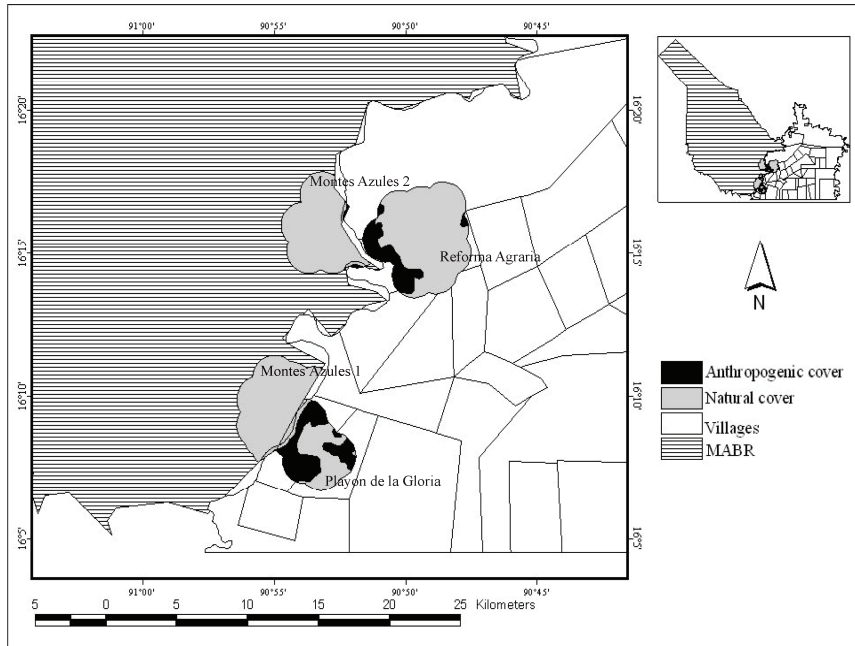 91°00' 90°55' 90°50' 90°45'
16°20' 16°20'
Montes Azules 2
16°15' Reforma Agraria 15°15'
Montes Azules 1
16°10' 16°10'
Playon de la Gloria
16°5' 16°5'
91°00' 90°55' 90°50' 90°45'
5 0 5 10 15 20 25 Kilometers
N
Anthropogenic cover
Natural cover
Villages
MABR